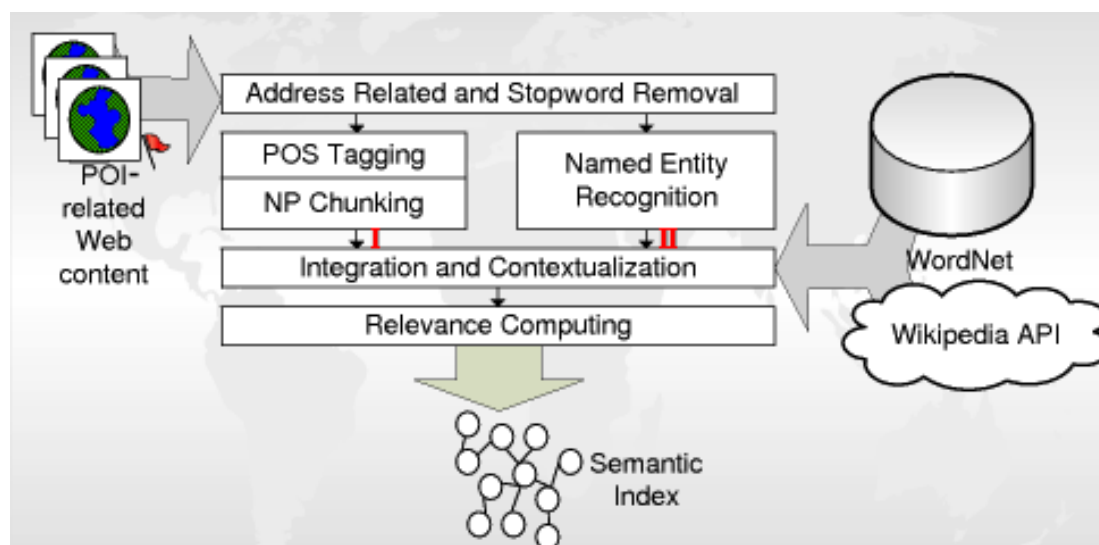 Address Related and Stopword Removal
POS Tagging
NP Chunking
Named Entity
Recognition
POI-
related
Web
content
I
II
Integration and Contextualization
WordNet
Relevance Computing
Wikipedia API
Semantic
Index